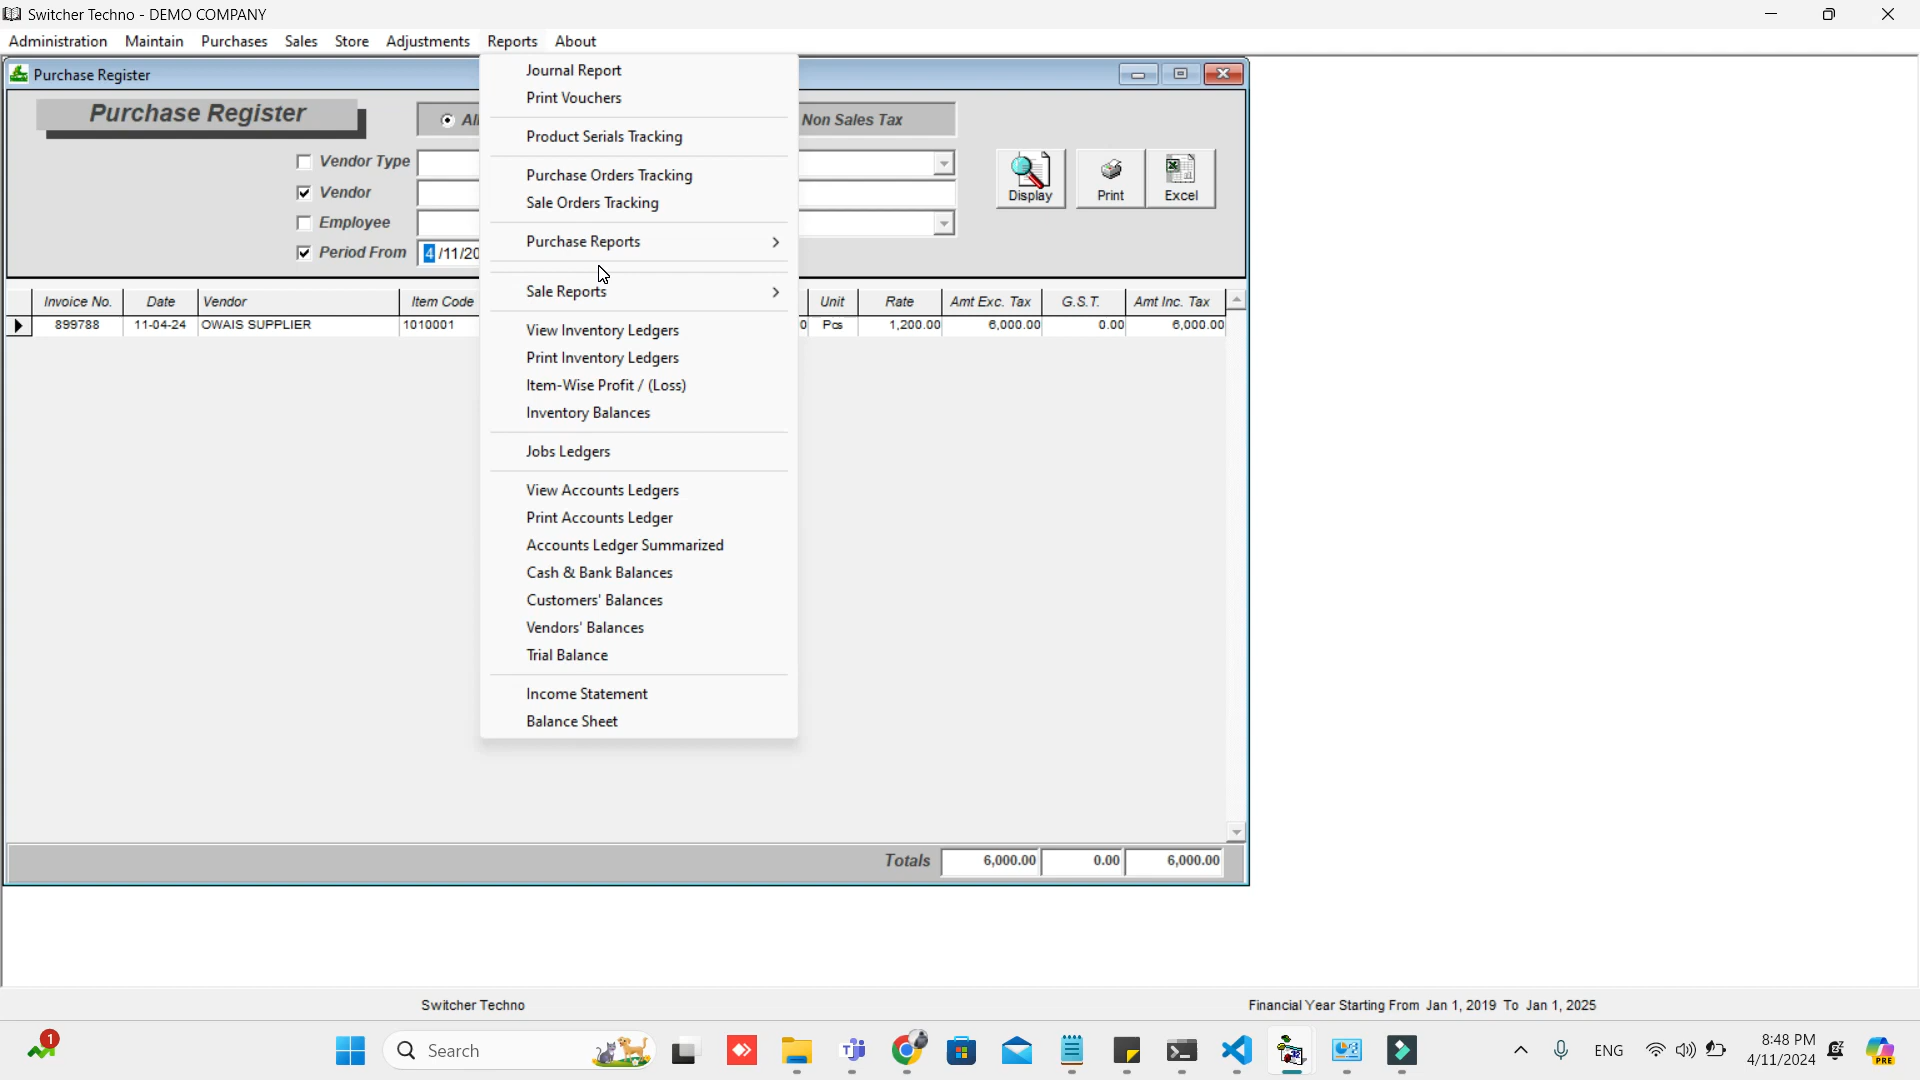 Switcher Techno - DEMO COMPANY
Administration Maintain Purchases Sales Store Adjustments Reports About
Purchase Register
Purchase Register
Al
Non Sales Tax
Vendor Type
Vendor
Employee
Period From 4/11/20
Display Print Excel
Journal Report
Print Vouchers
Product Serials Tracking
Purchase Orders Tracking
Sale Orders Tracking
Purchase Reports
Sale Reports
View Inventory Ledgers
Print Inventory Ledgers
Item-Wise Profit / (Loss)
Inventory Balances
Jobs Ledgers
View Accounts Ledgers
Print Accounts Ledger
Accounts Ledger Summarized
Cash & Bank Balances
Customers' Balances
Vendors' Balances
Trial Balance
Income Statement
Balance Sheet
Invoice No. Date Vendor Item Code Unit Rate Amt Exc. Tax G.S.T. Amt Inc. Tax
899788 11-04-24 OWAIS SUPPLIER 1010001 0 Pcs 1,200.00 6,000.00 0.00 6,000.00
Totals 6,000.00 0.00 6,000.00
Switcher Techno
Financial Year Starting From Jan 1, 2019 To Jan 1, 2025
1
Search
ENG
8:48 PM
4/11/2024
PRE